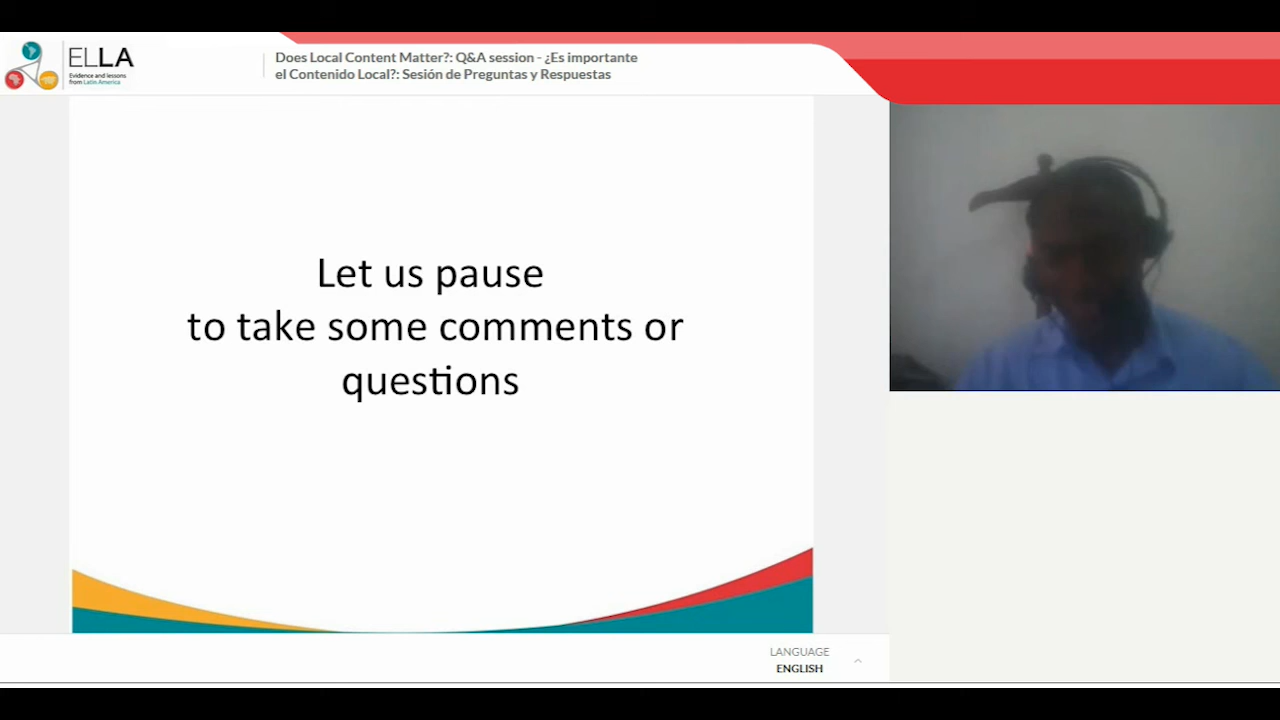 ELLA
Evidence and lessons
from Latin America
Does Local Content Matter?: Q&A session - ¿Es importante
el Contenido Local?: Sesión de Preguntas y Respuestas
Let us pause
to take some comments or
questions
LANGUAGE
ENGLISH